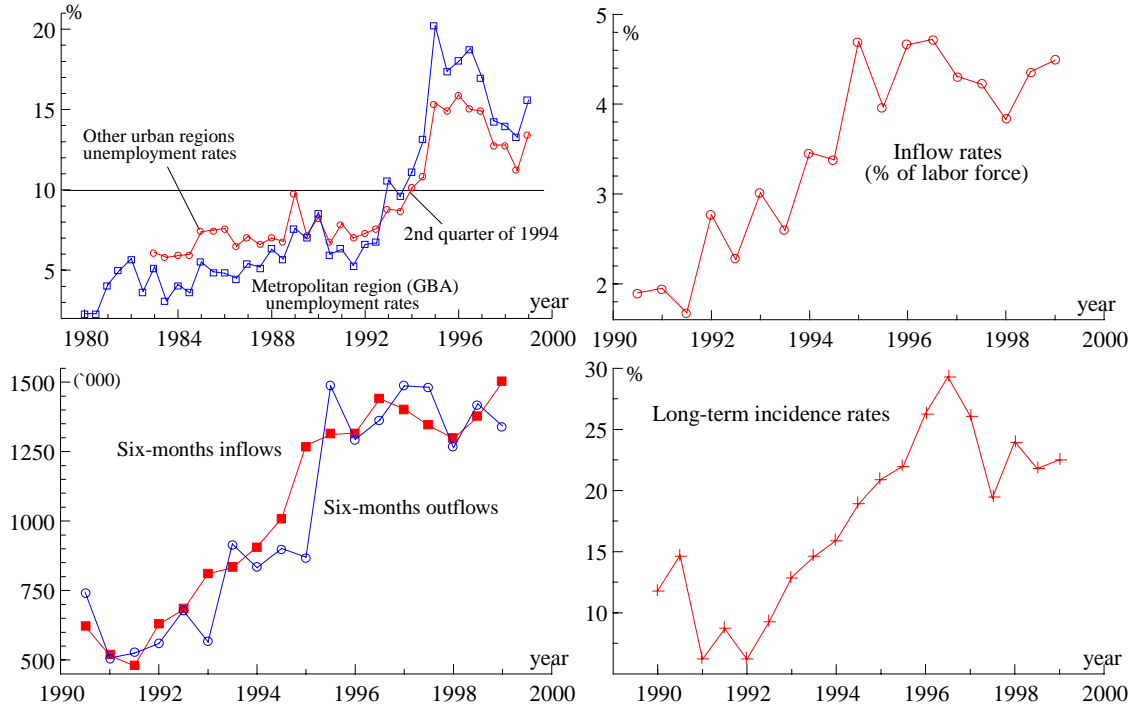 %
20
15
10
5
Other urban regions
unemployment rates
2nd quarter of 1994
Metropolitan region (GBA)
unemployment rates
year
1980 1984 1988 1992 1996 2000
5
%
4
3
2
Inflow rates
(% of labor force)
year
1990 1992 1994 1996 1998 2000
1500
(`000)
1250
1000
750
500
Six-months inflows
Six-months outflows
year
1990 1992 1994 1996 1998 2000
30
%
25
20
15
10
Long-term incidence rates
year
1990 1992 1994 1996 1998 2000